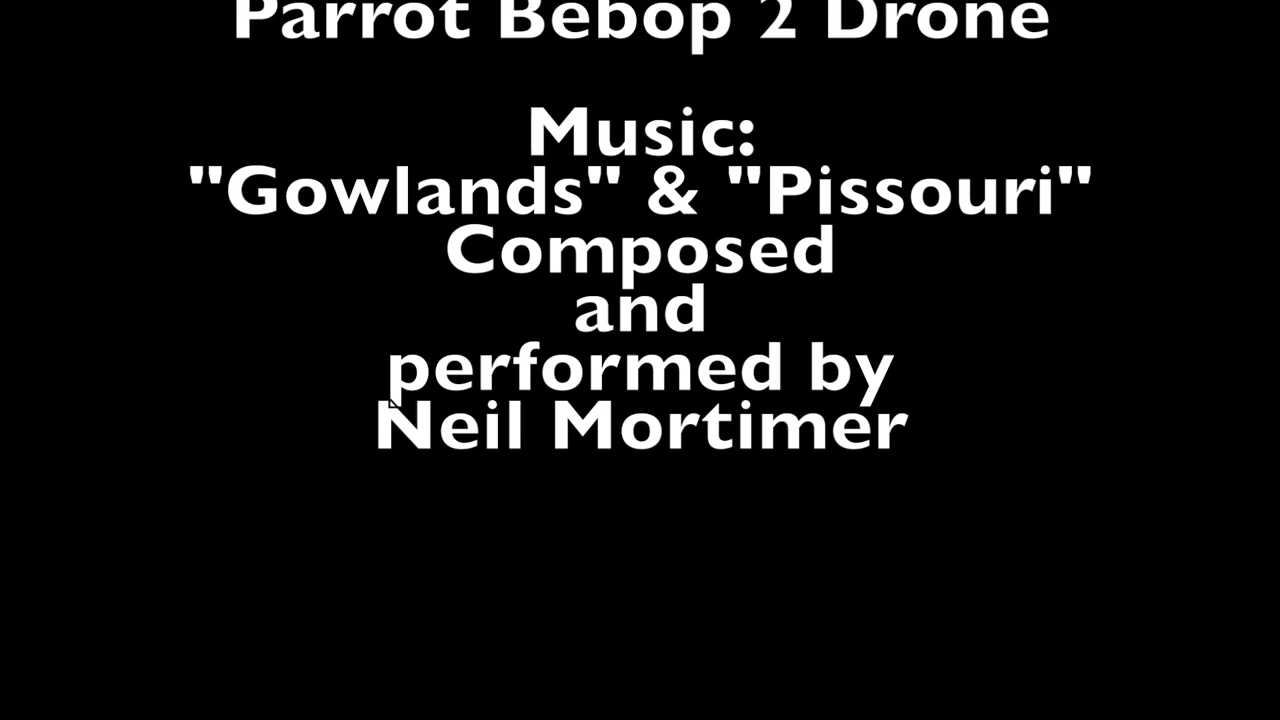 Parrot Bebop 2 Drone
Music:
"Gowlands" & "Pissouri"
Composed
and
performed by
Neil Mortimer